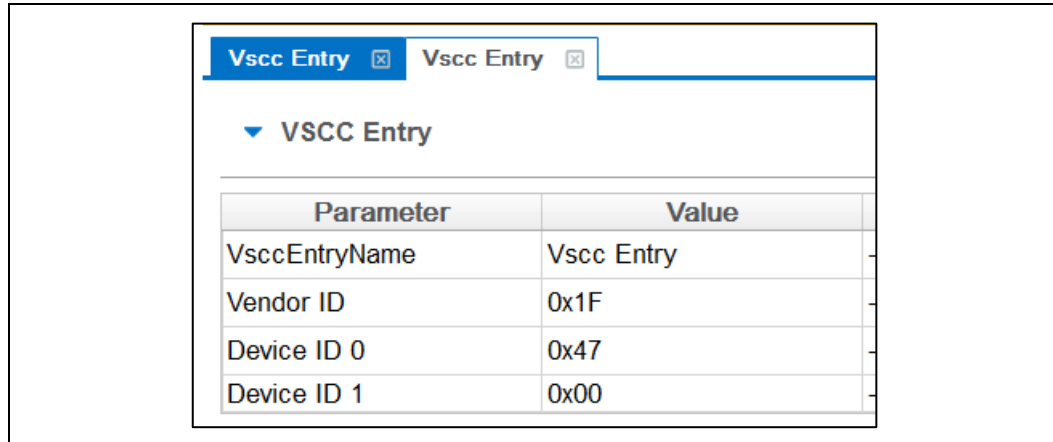 Vscc Entry Vscc Entry
VSCC Entry
Parameter Value
VsccEntryName Vscc Entry
Vendor ID 0x1F
Device ID 0 0x47
Device ID 1 0x00